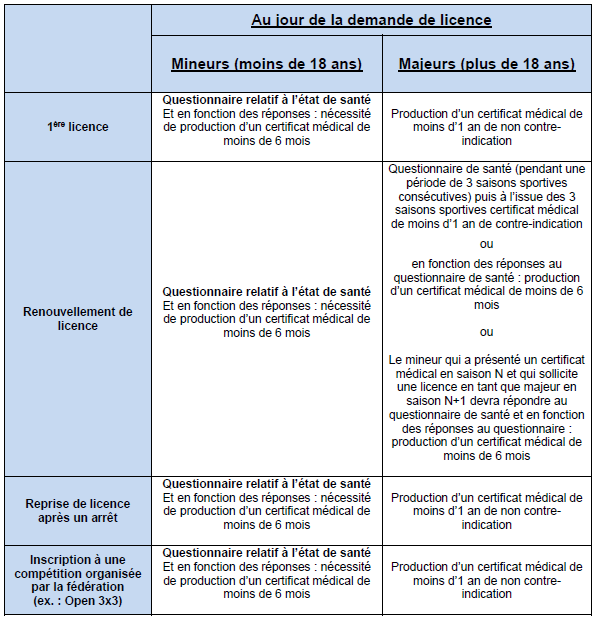 Au jour de la demande de licence
Mineurs (moins de 18 ans)
Majeurs (plus de 18 ans)
1ère licence
Questionnaire relatif à l'état de santé
Et en fonction des réponses : nécessité
de production d'un certificat médical de
moins de 6 mois
Production d'un certificat médical de
moins d'1 an de non contre-
indication
Renouvellement de
licence
Questionnaire relatif à l'état de santé
Et en fonction des réponses : nécessité
de production d'un certificat médical de
moins de 6 mois
Questionnaire de santé (pendant une
période de 3 saisons sportives
consécutives) puis à l'issue des 3
saisons sportives certificat médical
de moins d'1 an de contre-indication
ou
en fonction des réponses au
questionnaire de santé : production
d'un certificat médical de moins de 6
mois
ou
Le mineur qui a présenté un certificat
médical en saison N et qui sollicite
une licence en tant que majeur en
saison N+1 devra répondre au
questionnaire de santé et en fonction
des réponses au questionnaire :
production d'un certificat médical de
moins de 6 mois
Reprise de licence
après un arrêt
Questionnaire relatif à l'état de santé
Et en fonction des réponses : nécessité
de production d'un certificat médical de
moins de 6 mois
Production d'un certificat médical de
moins d'1 an de non contre-
indication
Inscription à une
compétition organisée
par la fédération
(ex. : Open 3x3)
Questionnaire relatif à l'état de santé
Et en fonction des réponses : nécessité
de production d'un certificat médical de
moins de 6 mois
Production d'un certificat médical de
moins d'1 an de non contre-
indication